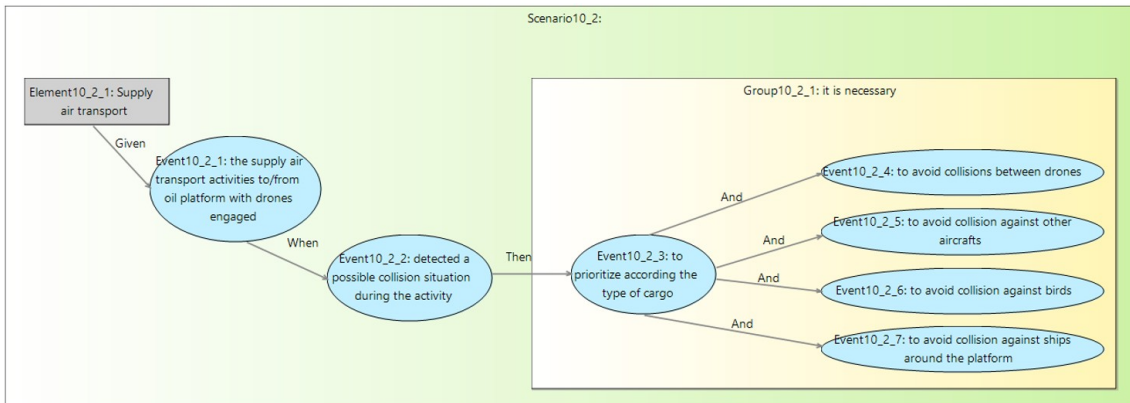 Scenario10_2:
Element10_2_1: Supply
air transport
Given
Event10_2_1: the supply air
transport activities to/from
oil platform with drones
engaged
When
Event10_2_2: detected a
possible collision situation
during the activity
Then
Group10_2_1: it is necessary
Event10_2_3: to
prioritize according the
type of cargo
And
Event10_2_4: to avoid collisions between drones
And
Event10_2_5: to avoid collision against other
aircrafts
And
Event10_2_6: to avoid collision against birds
And
Event10_2_7: to avoid collision against ships
around the platform